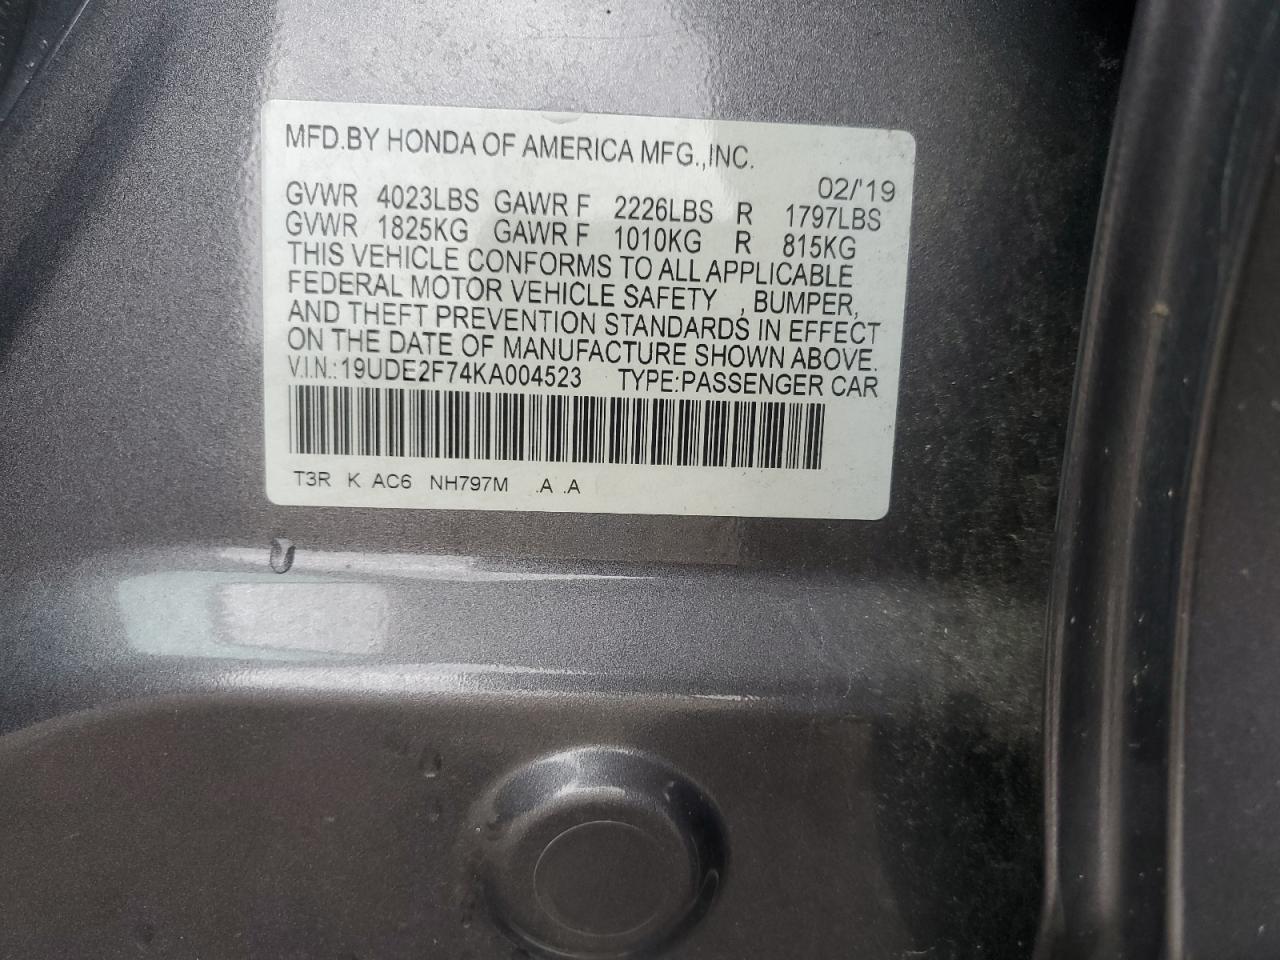 MFD.BY HONDA OF AMERICA MFG.,INC.
02/'19
GVWR 4023LBS GAWR F 2226LBS R 1797LBS
GVWR 1825KG GAWR F 1010KG R 815KG
THIS VEHICLE CONFORMS TO ALL APPLICABLE
FEDERAL MOTOR VEHICLE SAFETY , BUMPER,
AND THEFT PREVENTION STANDARDS IN EFFECT
ON THE DATE OF MANUFACTURE SHOWN ABOVE.
V.I.N.:19UDE2F74KA004523 TYPE:PASSENGER CAR
T3R K AC6 NH797M .A .A